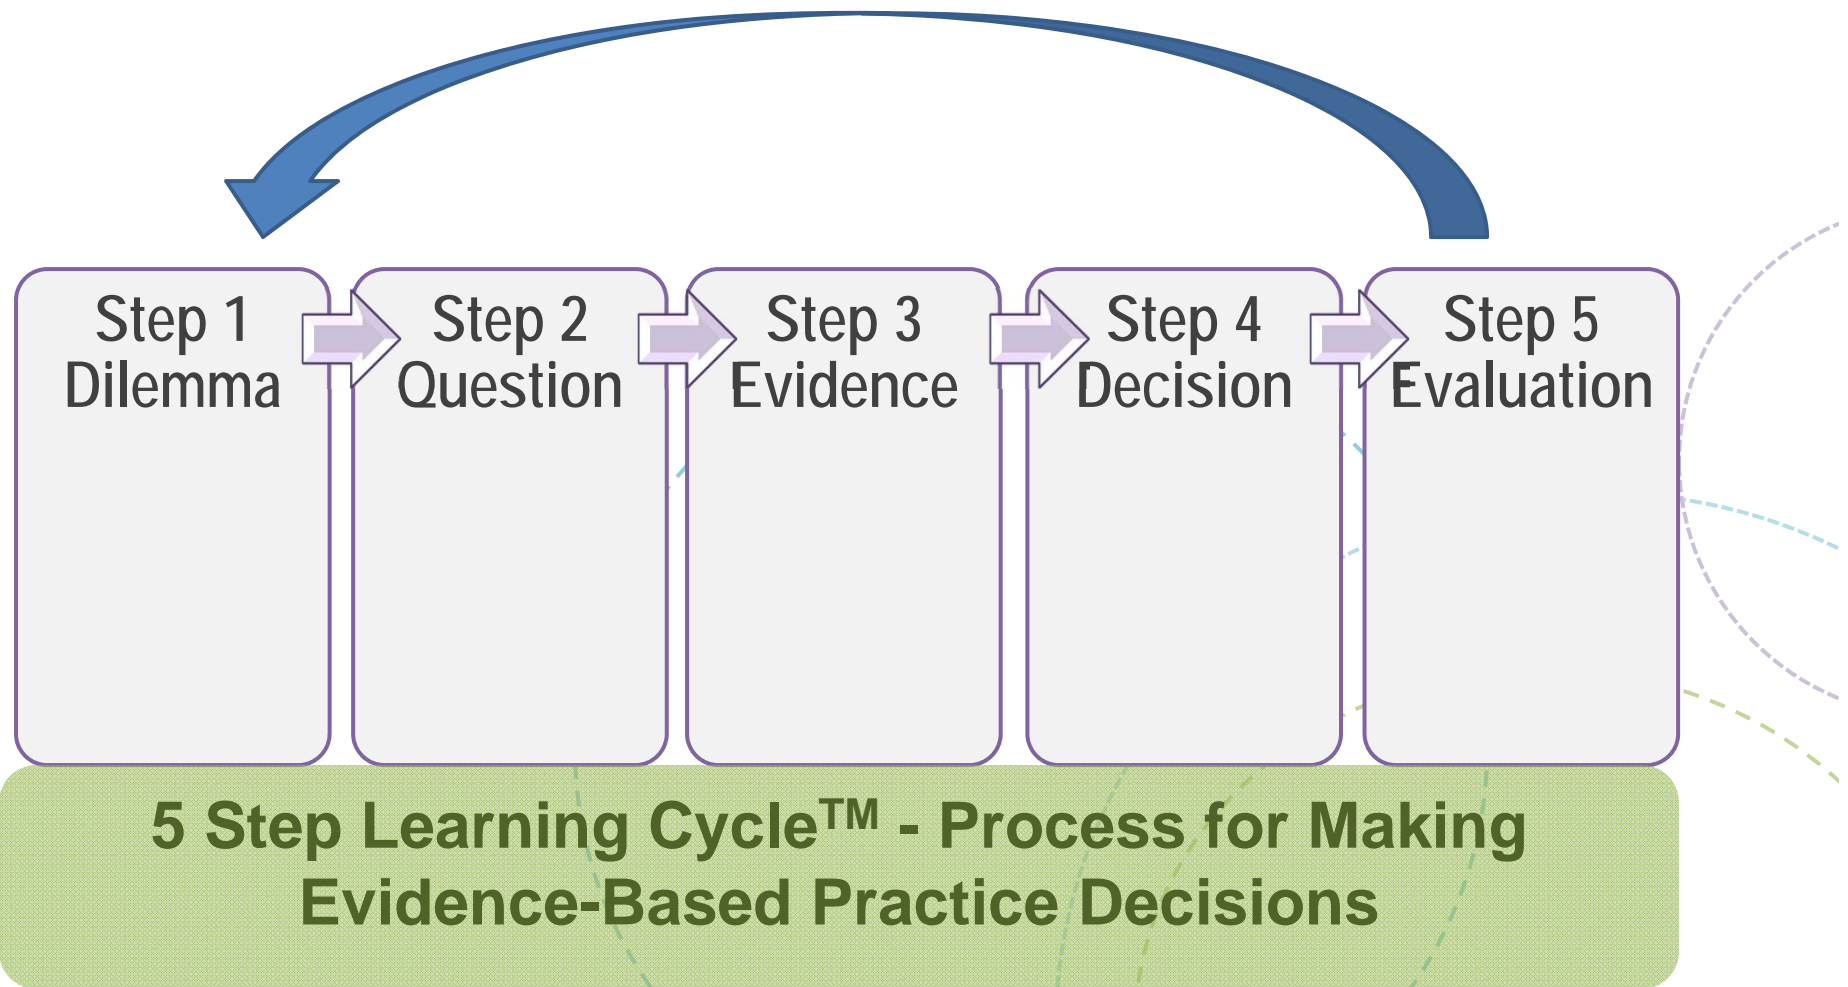 Step 1
Dilemma
Step 2
Question
Step 3
Evidence
Step 4
Decision
Step 5
Evaluation
5 Step Learning Cycle™ - Process for Making
Evidence-Based Practice Decisions